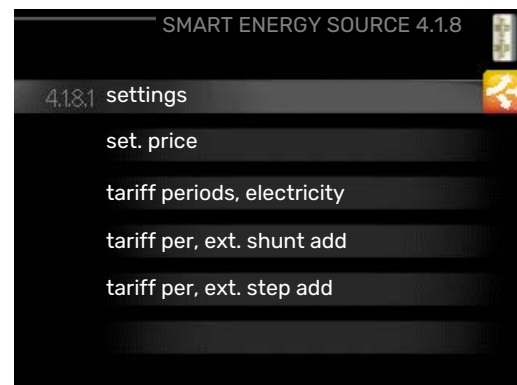 SMART ENERGY SOURCE 4.1.8
4.1.8.1 settings
set. price
tariff periods, electricity
tariff per, ext. shunt add
tariff per, ext. step add